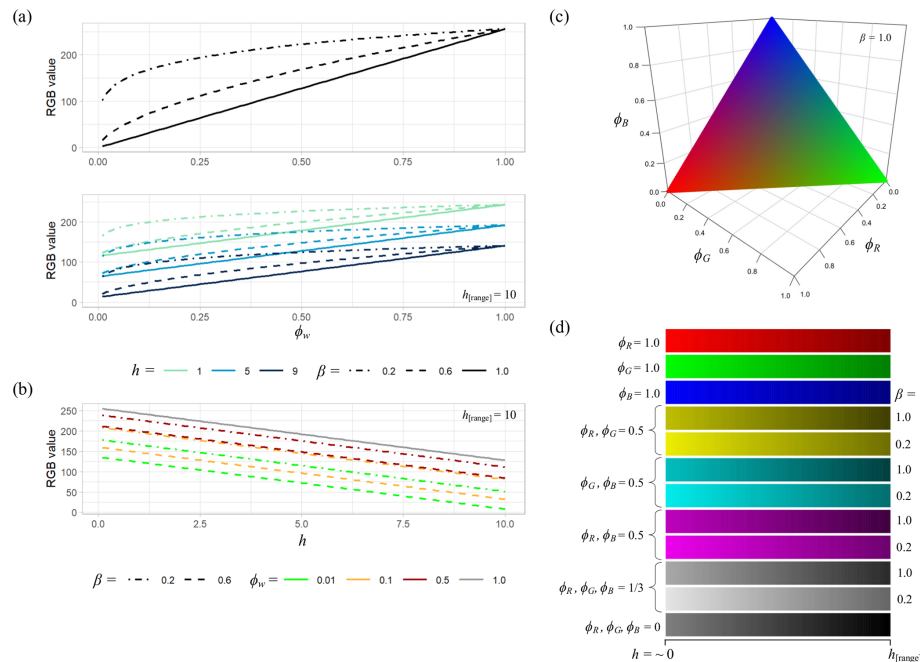 (a)
RGB value
200
100
0
0.00 0.25 0.50 0.75 1.00
RGB value
200
100
0
h[range] = 10
0.00 0.25 0.50 0.75 1.00
ϕw
h = 1 5 9 β = 0.2 0.6 1.0
(b)
RGB value
250
200
150
100
50
0
h[range] = 10
0.0 2.5 5.0 7.5 10.0
h
β = 0.2 0.6 ϕw = 0.01 0.1 0.5 1.0
(c)
β = 1.0
ϕB
1.0
0.8
0.6
0.4
0.2
0.0
0.2
0.4
0.6
0.8
1.0
ϕG
0.0
0.2
0.4
0.6
0.8
1.0
ϕR
(d)
ϕR = 1.0
ϕG = 1.0
ϕB = 1.0
β =
ϕR , ϕG = 0.5
1.0
0.2
ϕG , ϕB = 0.5
1.0
0.2
ϕR , ϕB = 0.5
1.0
0.2
ϕR , ϕG, ϕB = 1/3
1.0
0.2
ϕR , ϕG, ϕB = 0
h = ~ 0 h[range